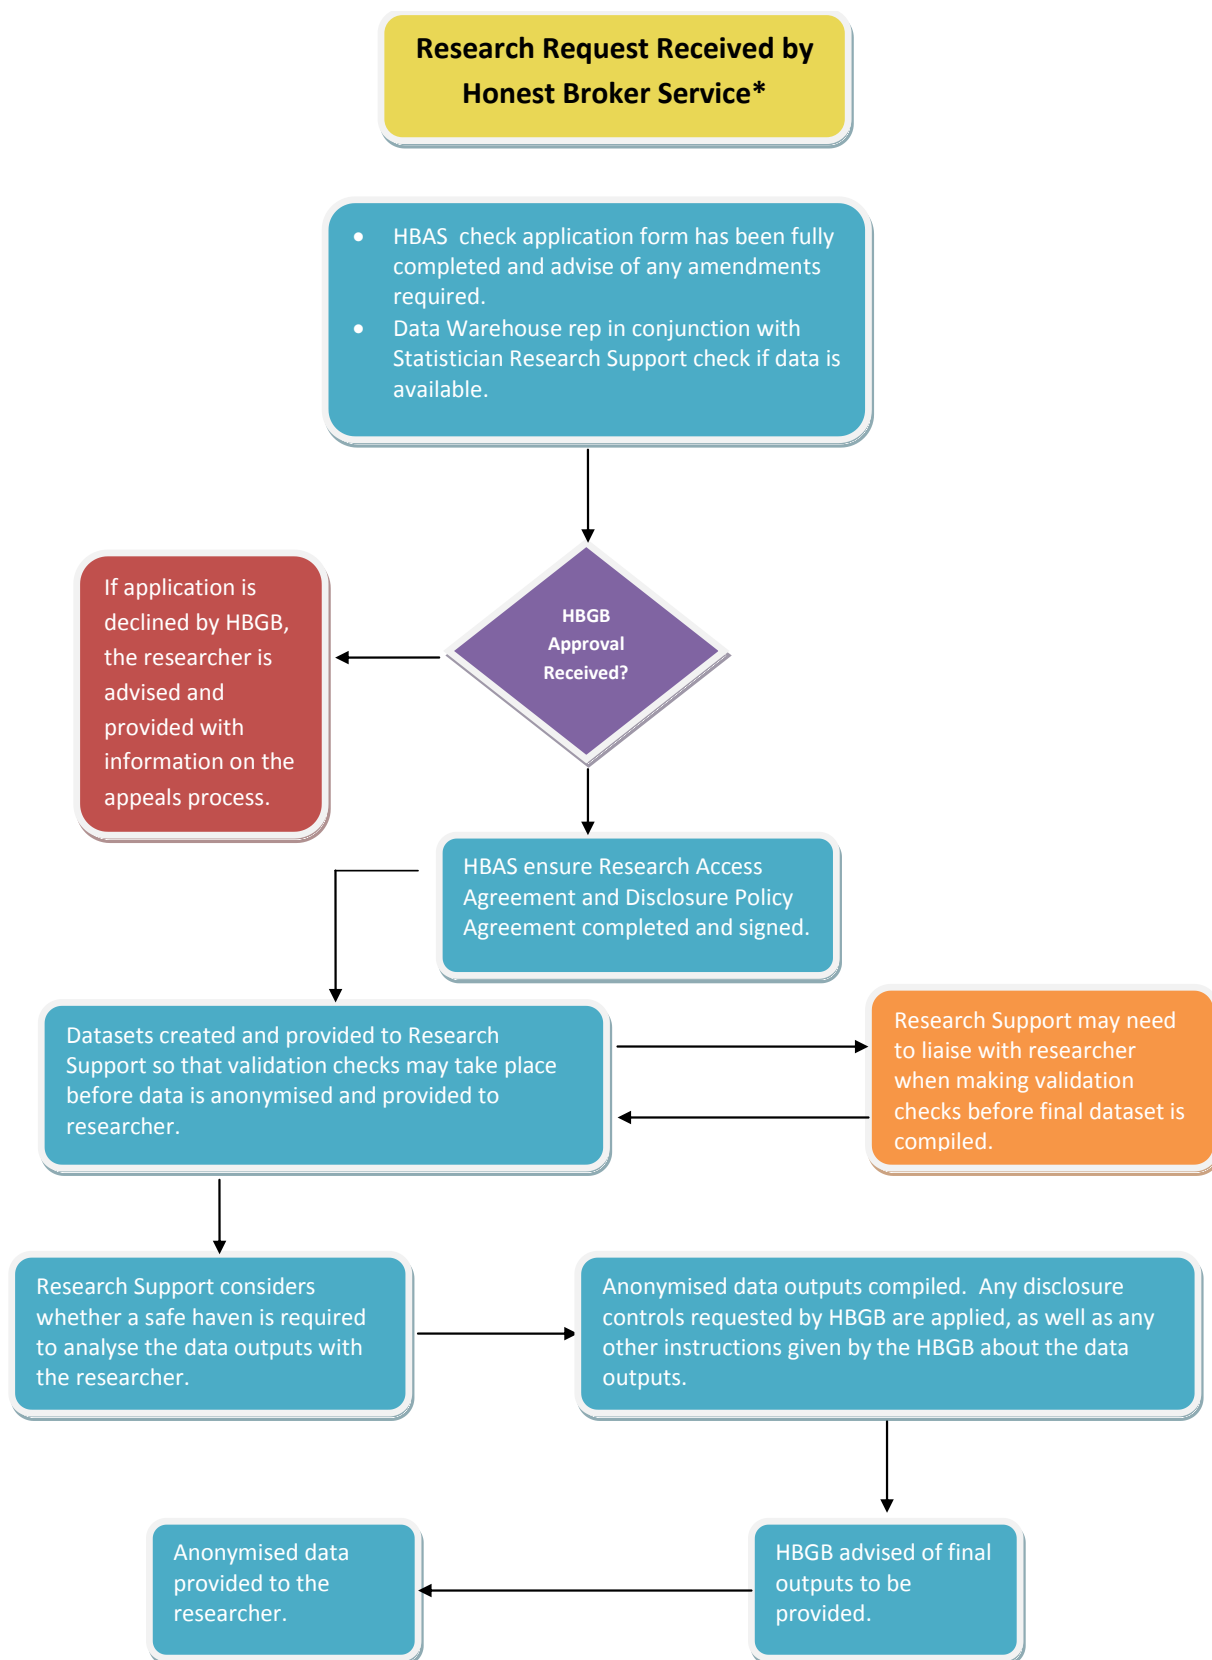 Research Request Received by
Honest Broker Service*
• HBAS  check application form has been fully
completed and advise of any amendments
required.
• Data Warehouse rep in conjunction with
Statistician Research Support check if data is
available.
HBGB
Approval
Received?
If application is
declined by HBGB,
the researcher is
advised and
provided with
information on the
appeals process.
HBAS ensure Research Access
Agreement and Disclosure Policy
Agreement completed and signed.
Datasets created and provided to Research
Support so that validation checks may take place
before data is anonymised and provided to
researcher.
Research Support may need
to liaise with researcher
when making validation
checks before final dataset is
compiled.
Research Support considers
whether a safe haven is required
to analyse the data outputs with
the researcher.
Anonymised data outputs compiled.  Any disclosure
controls requested by HBGB are applied, as well as any
other instructions given by the HBGB about the data
outputs.
HBGB advised of final
outputs to be
provided.
Anonymised data
provided to the
researcher.